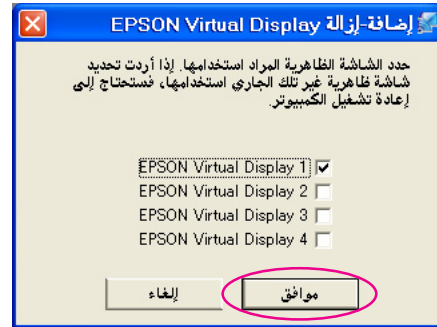 إضافة-إزالة EPSON Virtual Display
حدد الشاشة الظاهرية المراد استخدامها. إذا أردت تحديد
شاشة ظاهرية غير تلك الجاري استخدامها، فستحتاج إلى
إعادة تشغيل الكمبيوتر.
EPSON Virtual Display 1
EPSON Virtual Display 2
EPSON Virtual Display 3
EPSON Virtual Display 4
موافق
إلغاء